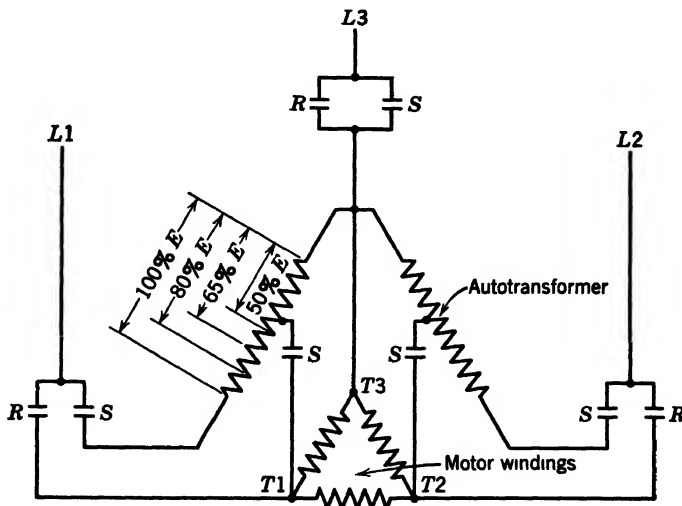 L3
R S
L1
L2
100% E
80% E
65% E
50% E
Autotransformer
S
S
T3
R S
S R
Motor windings
T1
T2